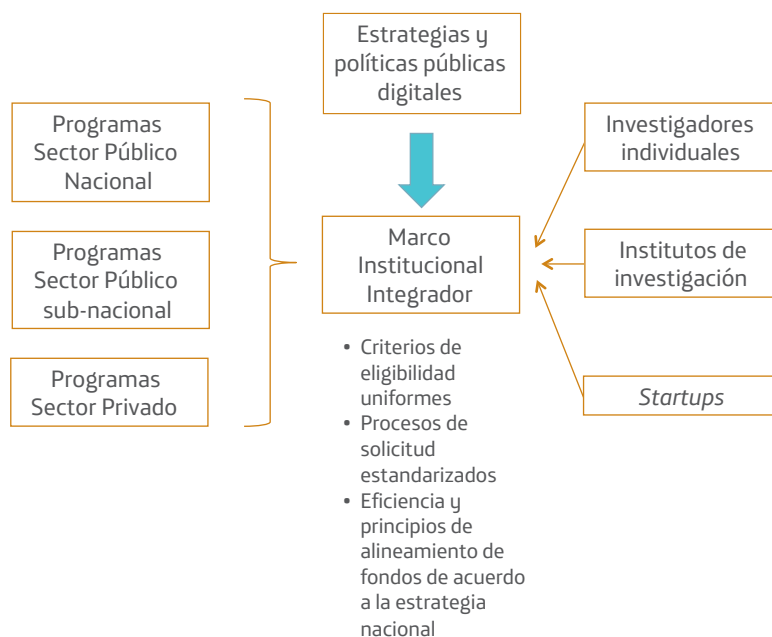 Estrategias y
políticas públicas
digitales
Programas
Sector Público
Nacional
Programas
Sector Público
sub-nacional
Programas
Sector Privado
Marco
Institucional
Integrador
• Criterios de
eligibilidad
uniformes
• Procesos de
solicitud
estandarizados
• Eficiencia y
principios de
alineamiento de
fondos de acuerdo
a la estrategia
nacional
Investigadores
individuales
Institutos de
investigación
Startups